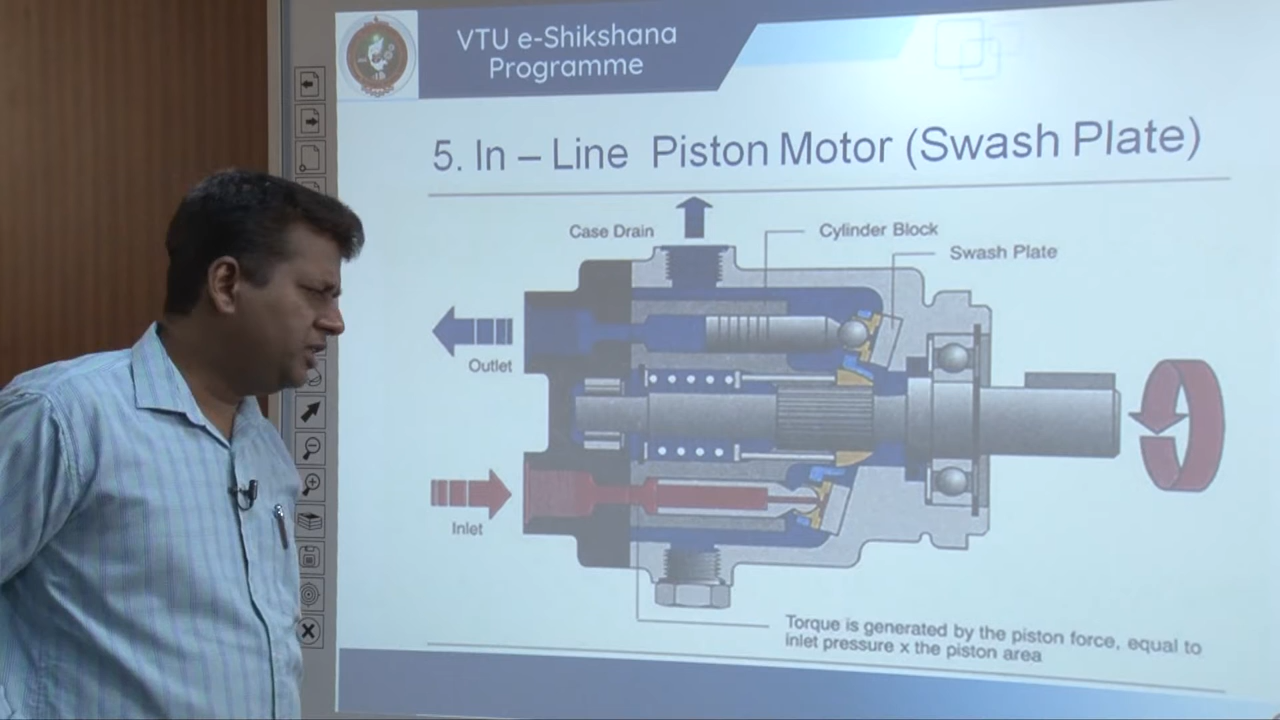 VTU e-Shikshana
Programme
5. In – Line Piston Motor (Swash Plate)
Case Drain
Cylinder Block
Swash Plate
Outlet
Inlet
Torque is generated by the piston force, equal to
inlet pressure x the piston area